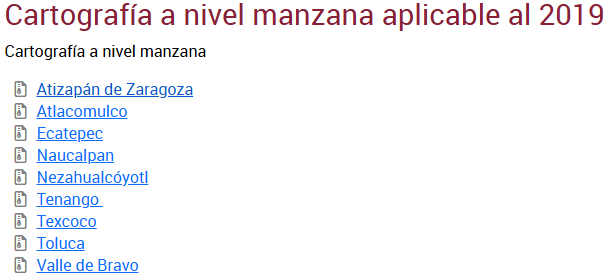 Cartografía a nivel manzana aplicable al 2019
Cartografía a nivel manzana
Atizapán de Zaragoza
Atlacomulco
Ecatepec
Naucalpan
Nezahualcóyotl
Tenango
Texcoco
Toluca
Valle de Bravo